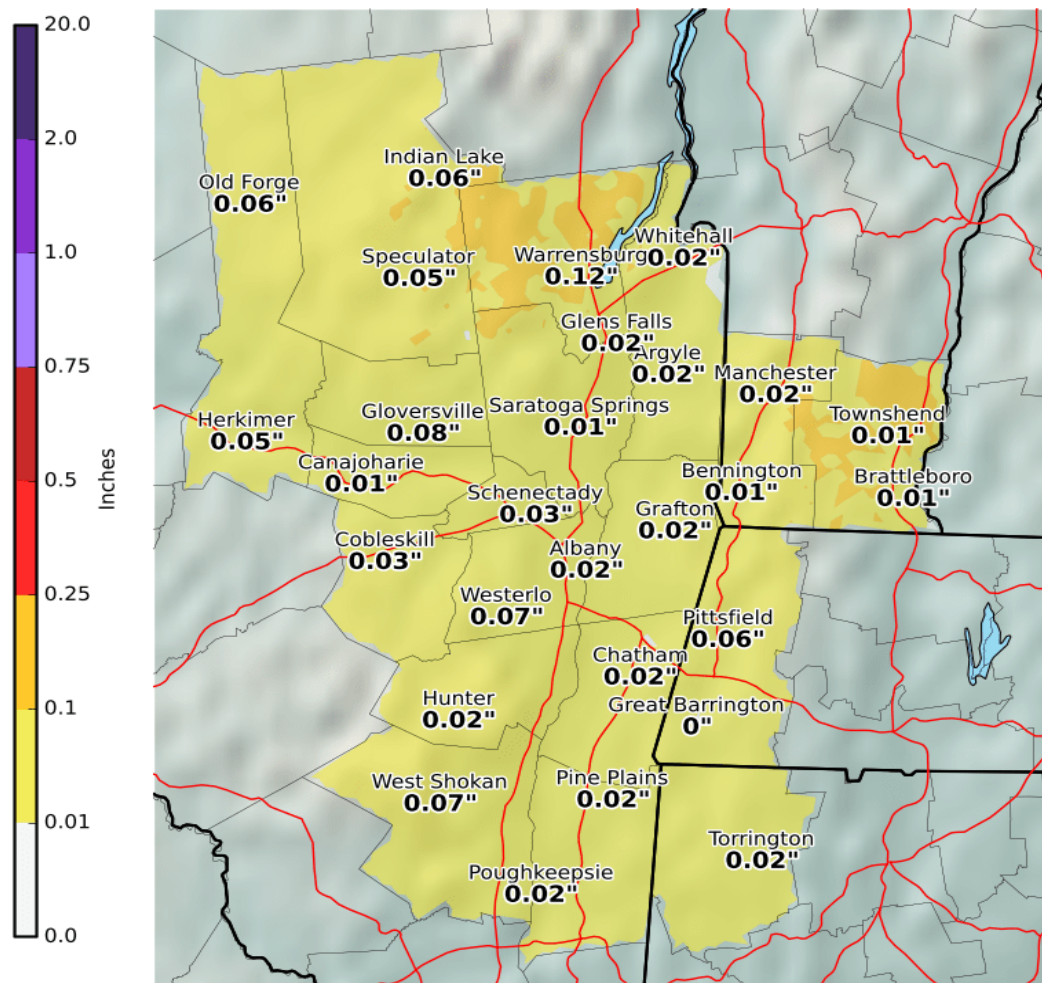 20.0
2.0
1.0
0.75
0.5
0.25
0.1
0.01
0.0
Inches
Indian Lake
0.06"
Old Forge
0.06"
Whitehall
0.02"
Speculator
0.05"
Warrensburg
0.12"
Glens Falls
0.02"
Argyle
0.02"
Manchester
0.02"
Herkimer
0.05"
Gloversville
0.08"
Saratoga Springs
0.01"
Townshend
0.01"
Canajoharie
0.01"
Bennington
0.01"
Brattleboro
0.01"
Schenectady
0.03"
Grafton
0.02"
Cobleskill
0.03"
Albany
0.02"
Westerlo
0.07"
Pittsfield
0.06"
Chatham
0.02"
Hunter
0.02"
Great Barrington
0"
West Shokan
0.07"
Pine Plains
0.02"
Torrington
0.02"
Poughkeepsie
0.02"